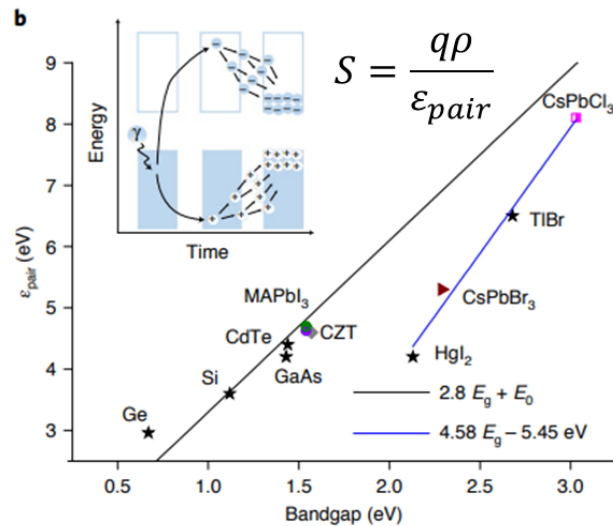 b
S = qρ / ε_pair
Energy
γ
Time
ε_pair (eV)
9
8
7
6
5
4
3
CsPbCl₃
TlBr
CsPbBr₃
HgI₂
MAPbI₃
CZT
CdTe
GaAs
Si
Ge
2.8 E_g + E₀
4.58 E_g − 5.45 eV
0.5 1.0 1.5 2.0 2.5 3.0
Bandgap (eV)